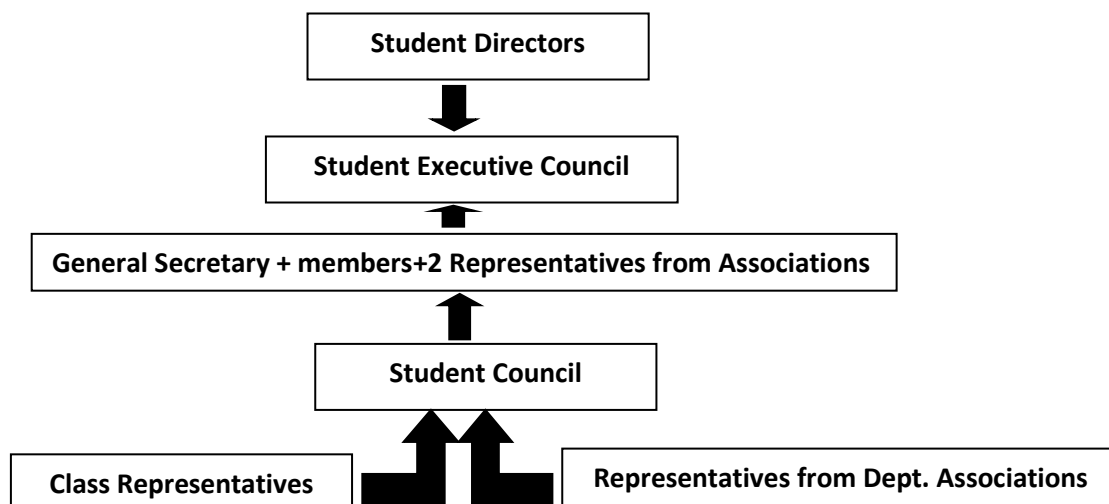 Student Directors
Student Executive Council
General Secretary + members+2 Representatives from Associations
Student Council
Class Representatives
Representatives from Dept. Associations